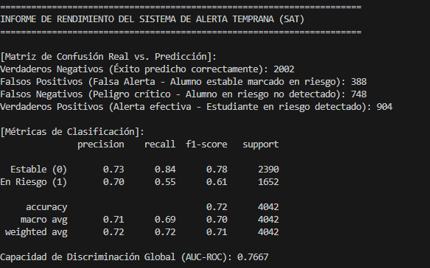 ==================================================================
INFORME DE RENDIMIENTO DEL SISTEMA DE ALERTA TEMPRANA (SAT)
==================================================================
[Matriz de Confusión Real vs. Predicción]:
Verdaderos Negativos (Éxito predicho correctamente): 2002
Falsos Positivos (Falsa Alerta - Alumno estable marcado en riesgo): 388
Falsos Negativos (Peligro crítico - Alumno en riesgo no detectado): 748
Verdaderos Positivos (Alerta efectiva - Estudiante en riesgo detectado): 904
[Métricas de Clasificación]:
precision recall f1-score support
Estable (0) 0.73 0.84 0.78 2390
En Riesgo (1) 0.70 0.55 0.61 1652
accuracy 0.72 4042
macro avg 0.71 0.69 0.70 4042
weighted avg 0.72 0.72 0.71 4042
Capacidad de Discriminación Global (AUC-ROC): 0.7667